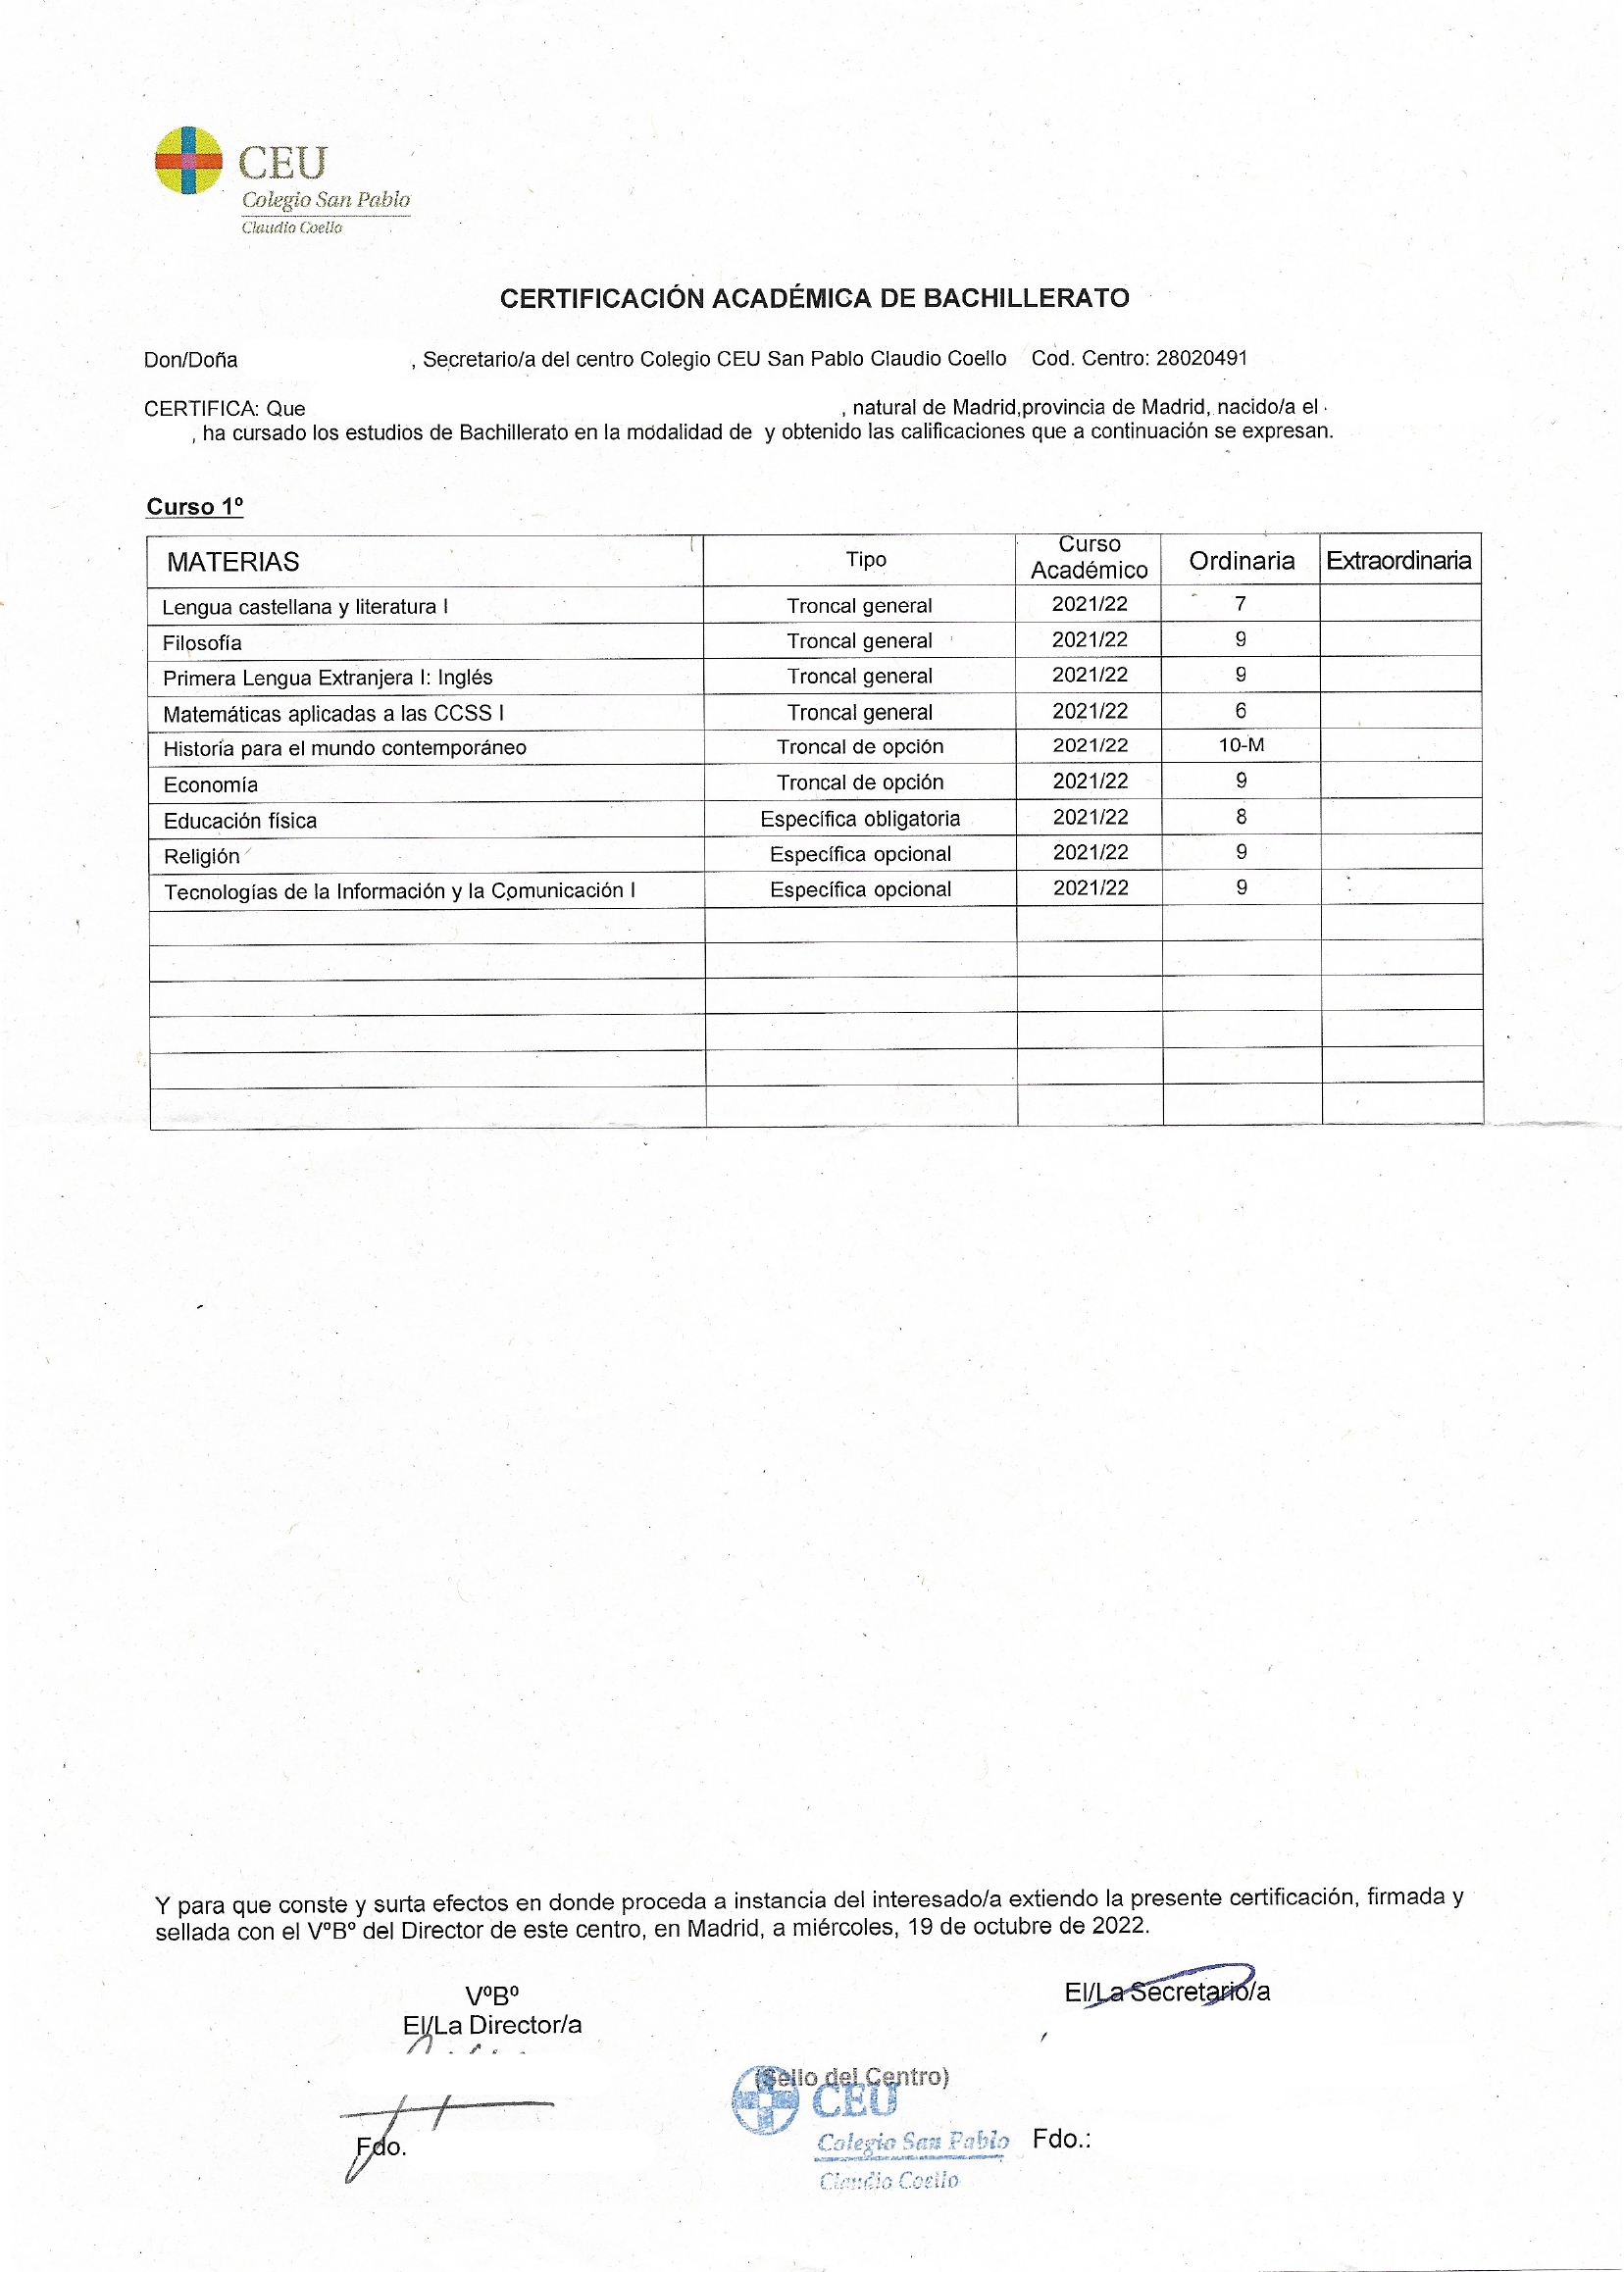 CEU
Colegio San Pablo
Claudio Coello
CERTIFICACIÓN ACADÉMICA DE BACHILLERATO
Don/Doña , Secretario/a del centro Colegio CEU San Pablo Claudio Coello Cod. Centro: 28020491
CERTIFICA: Que , natural de Madrid,provincia de Madrid, nacido/a el
, ha cursado los estudios de Bachillerato en la modalidad de y obtenido las calificaciones que a continuación se expresan.
Curso 1º
MATERIAS Tipo Curso Académico Ordinaria Extraordinaria
Lengua castellana y literatura I Troncal general 2021/22 7
Filosofía Troncal general 2021/22 9
Primera Lengua Extranjera I: Inglés Troncal general 2021/22 9
Matemáticas aplicadas a las CCSS I Troncal general 2021/22 6
Historia para el mundo contemporáneo Troncal de opción 2021/22 10-M
Economía Troncal de opción 2021/22 9
Educación física Específica obligatoria 2021/22 8
Religión Específica opcional 2021/22 9
Tecnologías de la Información y la Comunicación I Específica opcional 2021/22 9
Y para que conste y surta efectos en donde proceda a instancia del interesado/a extiendo la presente certificación, firmada y
sellada con el VºBº del Director de este centro, en Madrid, a miércoles, 19 de octubre de 2022.
VºBº
El/La Director/a
El/La Secretario/a
(Sello del Centro)
CEU
Colegio San Pablo
Claudio Coello
Fdo.
Fdo.: